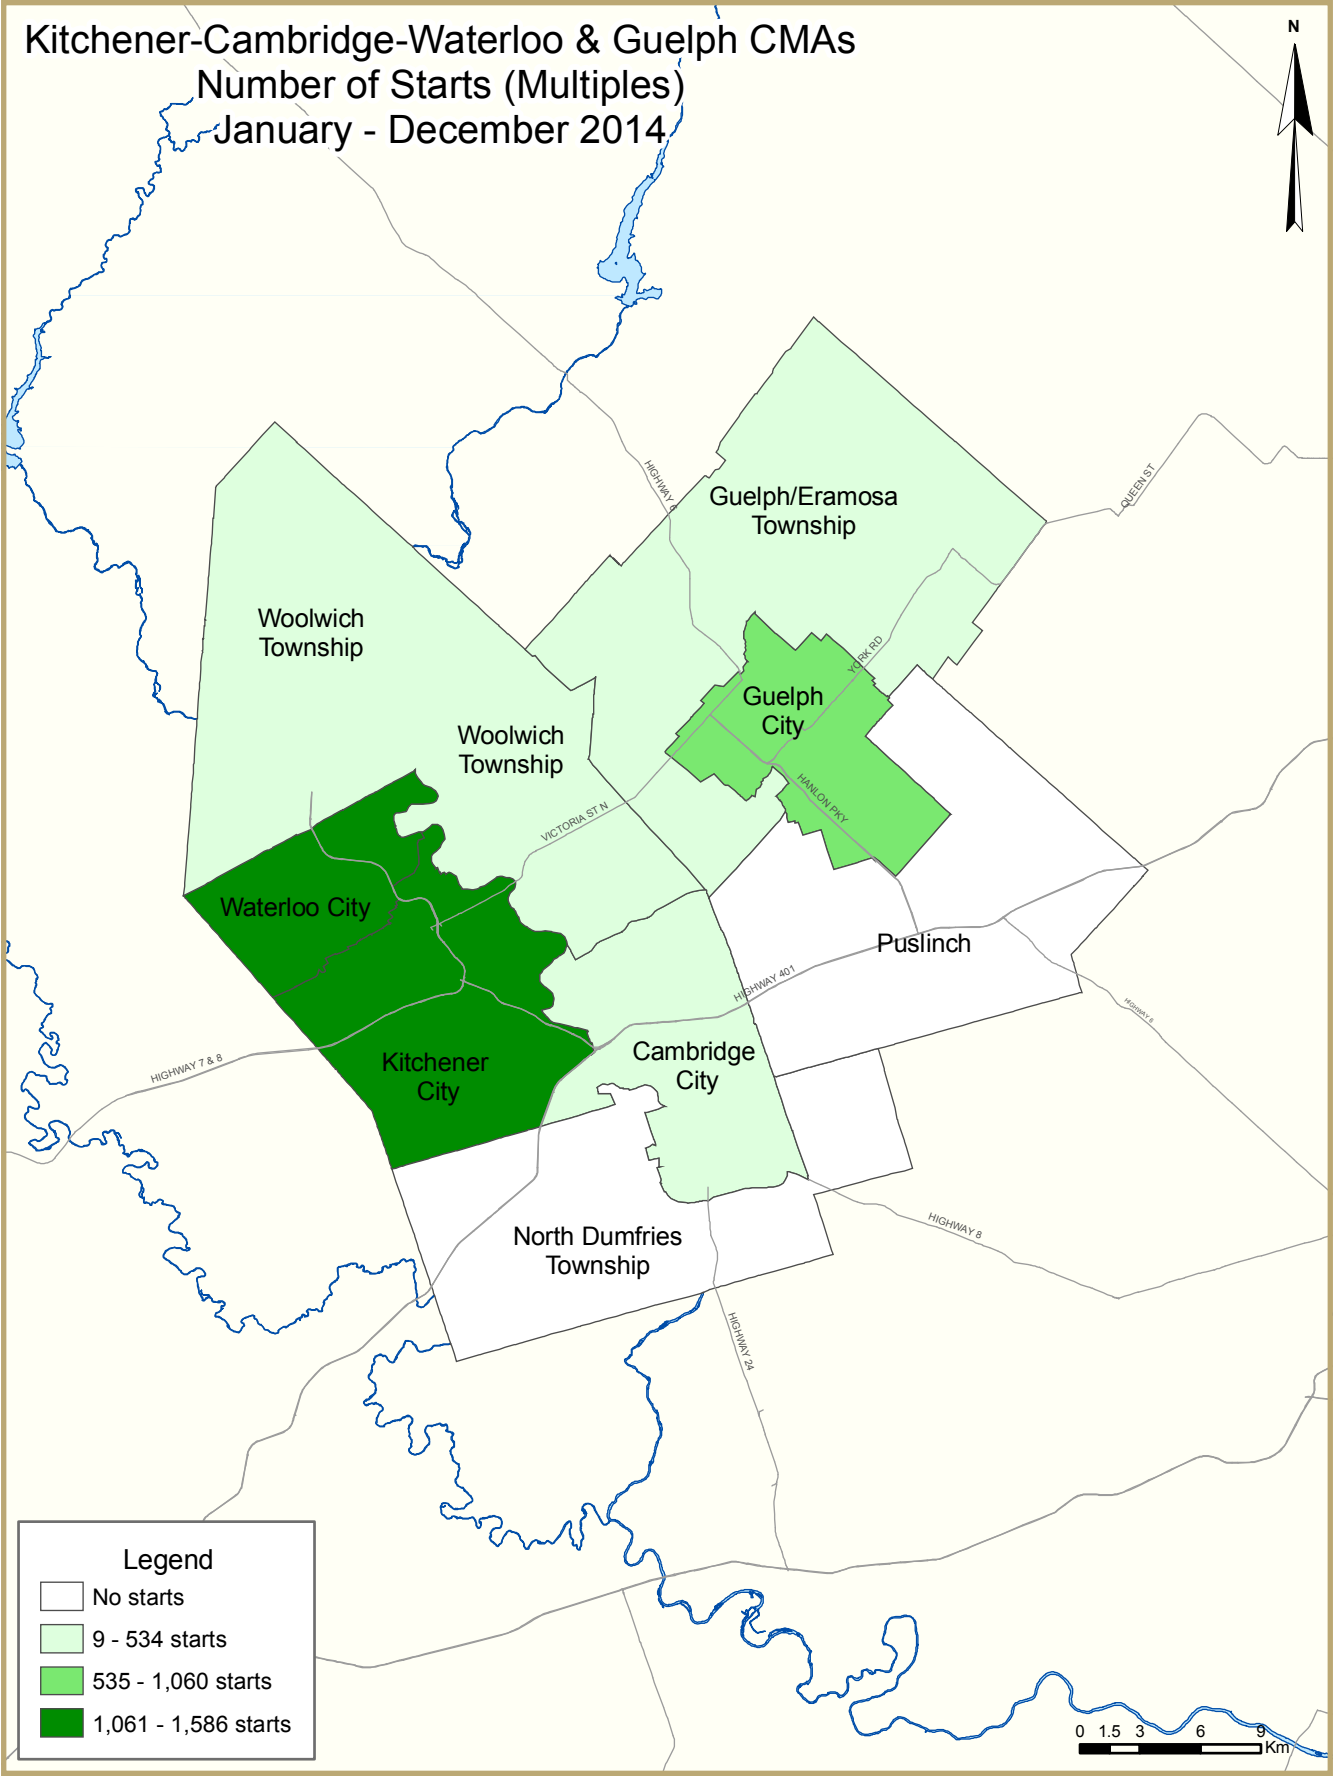 Kitchener-Cambridge-Waterloo & Guelph CMAs
Number of Starts (Multiples)
January - December 2014
N
HIGHWAY 6
Guelph/Eramosa
Township
QUEEN ST
Woolwich
Township
YORK RD
Guelph
City
Woolwich
Township
HANLON PKY
VICTORIA ST N
Waterloo City
Puslinch
HIGHWAY 401
HIGHWAY 6
Cambridge
City
Kitchener
City
HIGHWAY 7 & 8
HIGHWAY 8
North Dumfries
Township
HIGHWAY 24
Legend
No starts
9 - 534 starts
535 - 1,060 starts
1,061 - 1,586 starts
0 1.5 3 6 9
Km